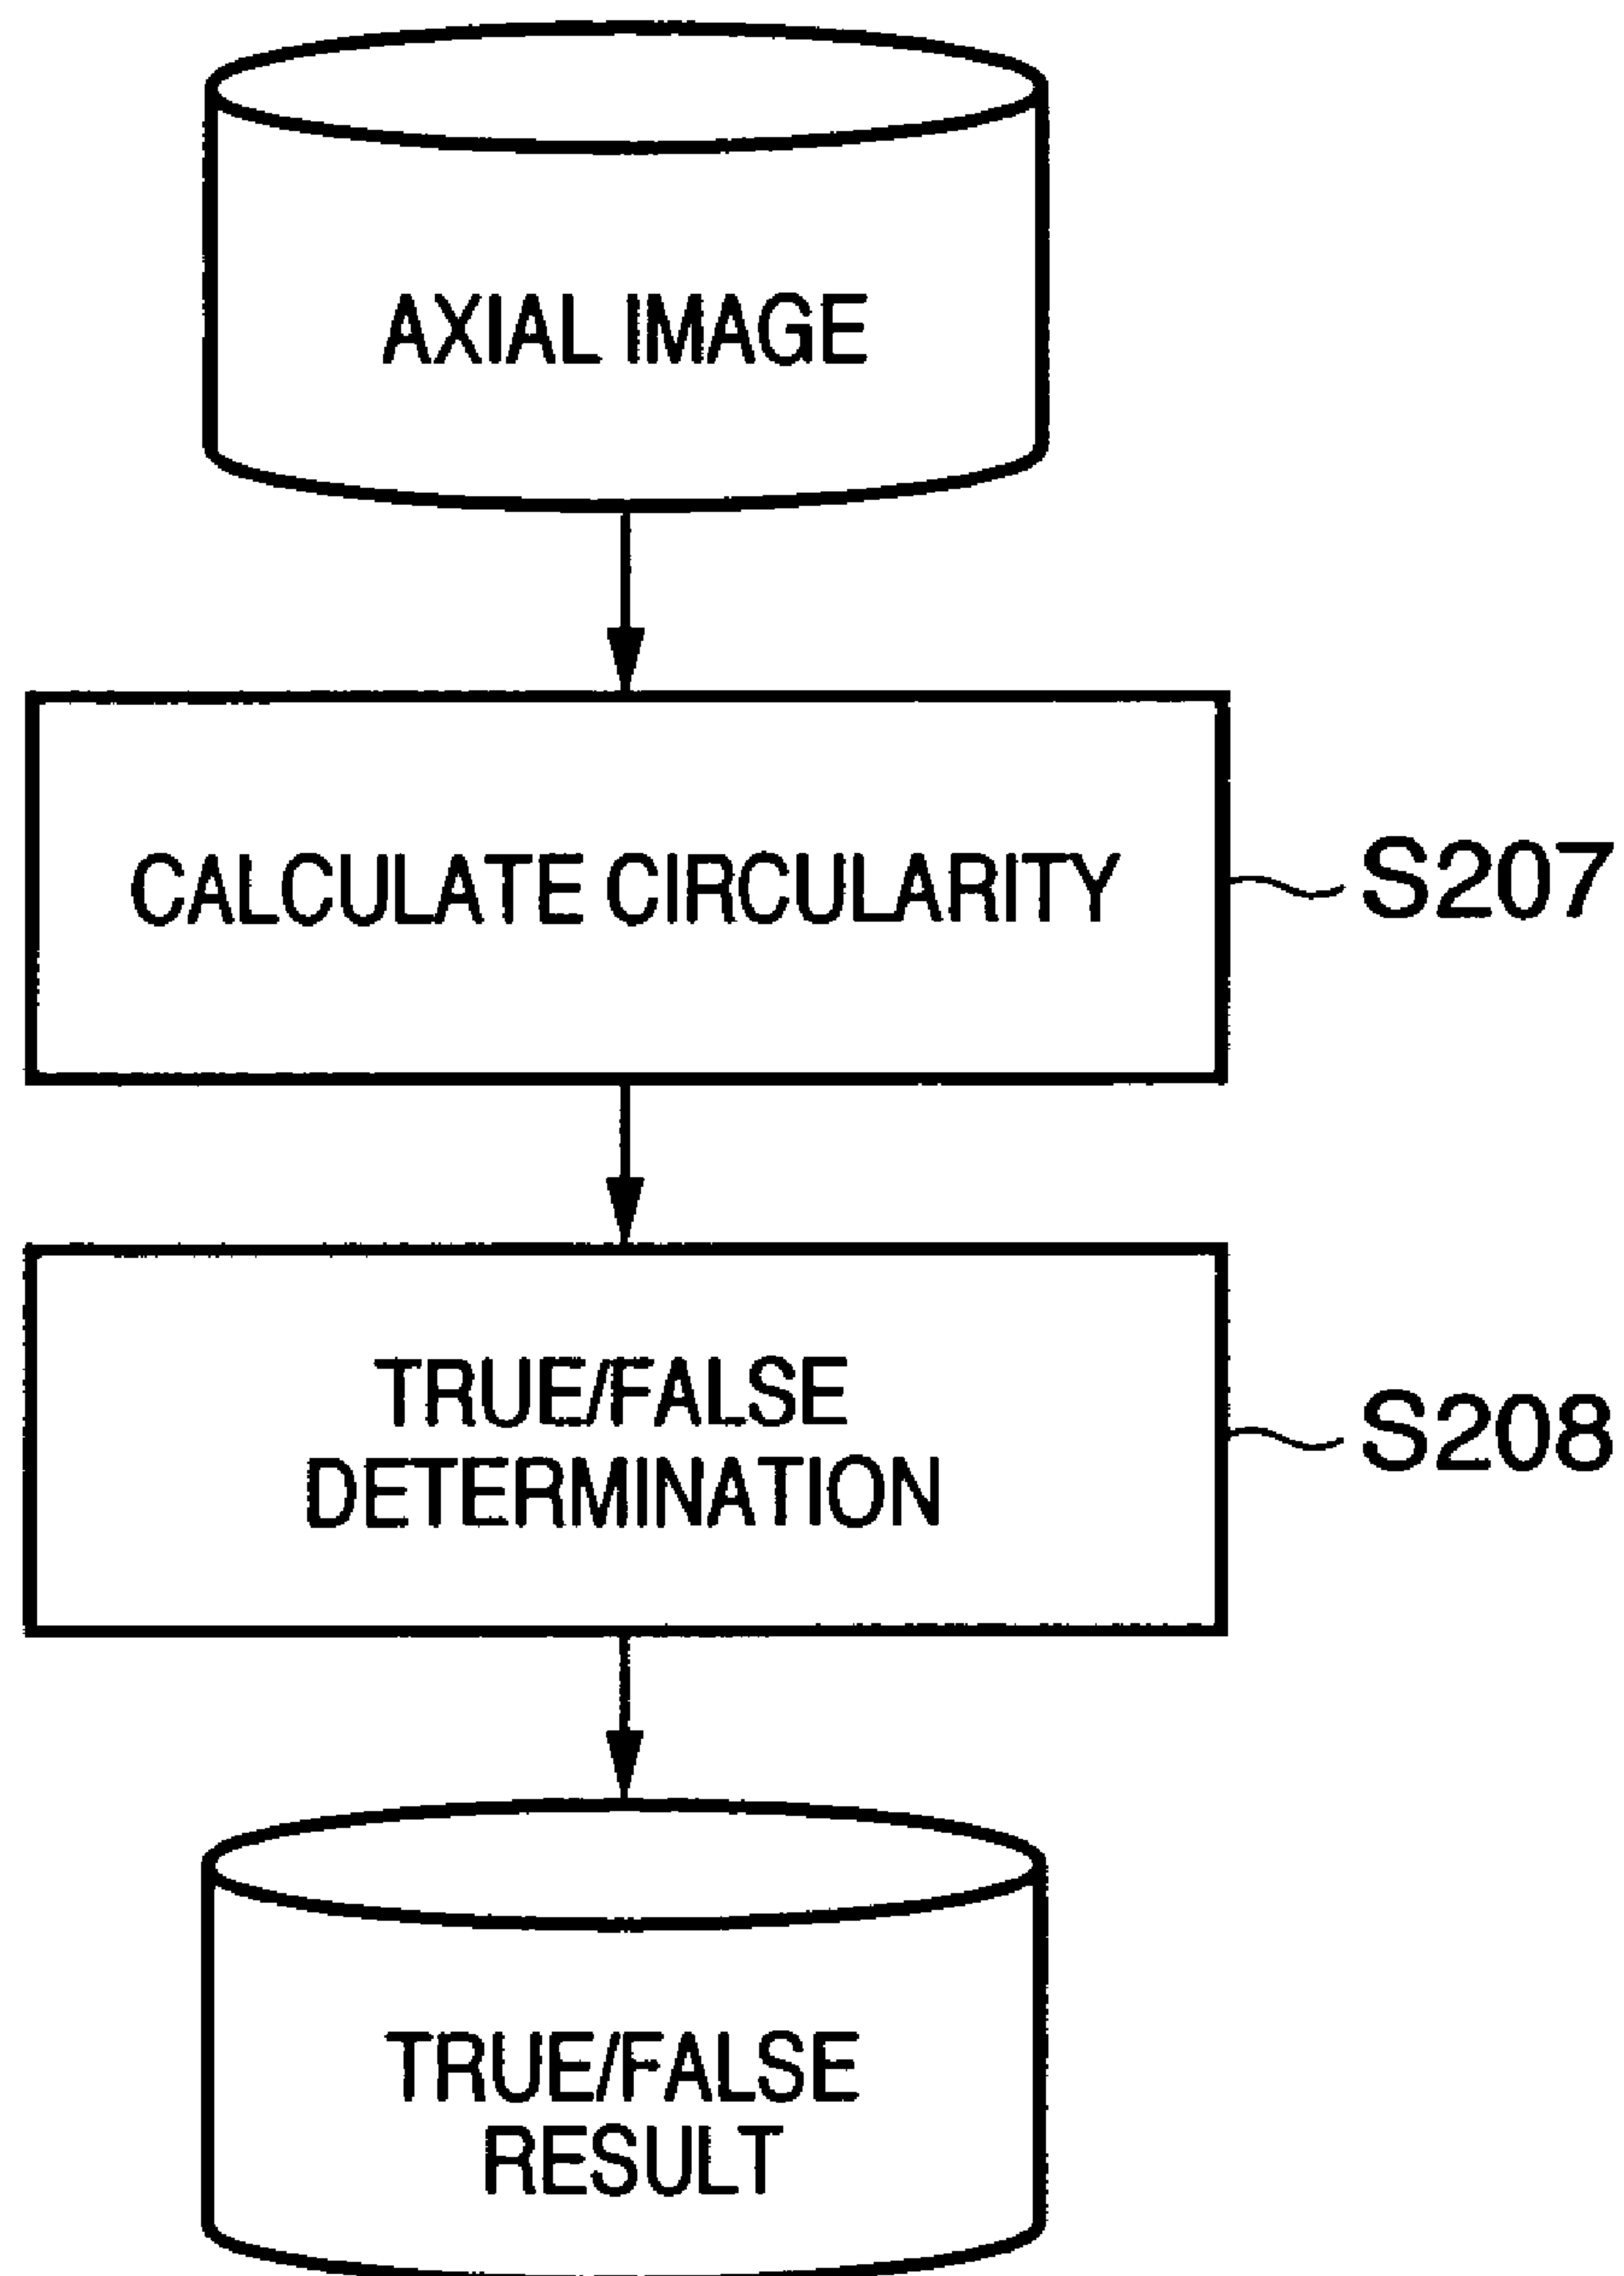 AXIAL IMAGE
CALCULATE CIRCULARITY
S207
TRUE/FALSE
DETERMINATION
S208
TRUE/FALSE
RESULT